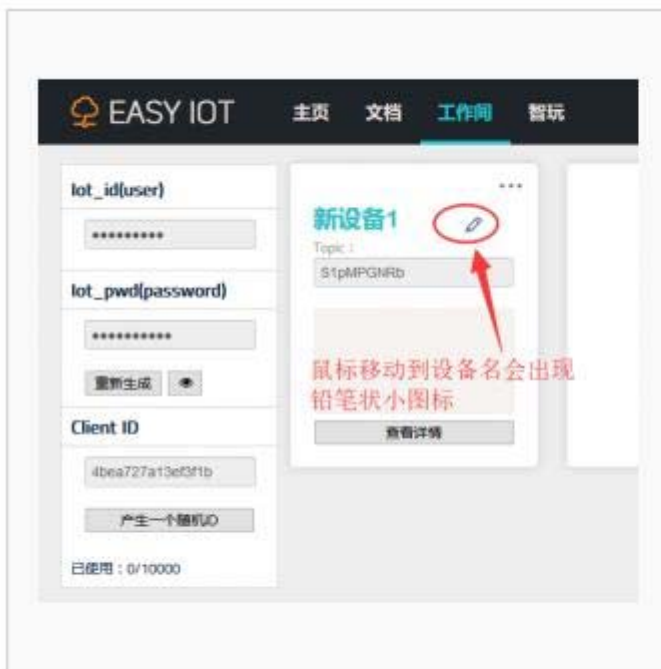 EASY IOT 主页 文档 工作间 智玩
Iot_id(user)
•••••••••
Iot_pwd(password)
••••••••••
重新生成
Client ID
4bea727a13ef3f1b
产生一个随机ID
已使用：0/10000
新设备1
Topic：
S1pMPGNRb
鼠标移动到设备名会出现
铅笔状小图标
查看详情